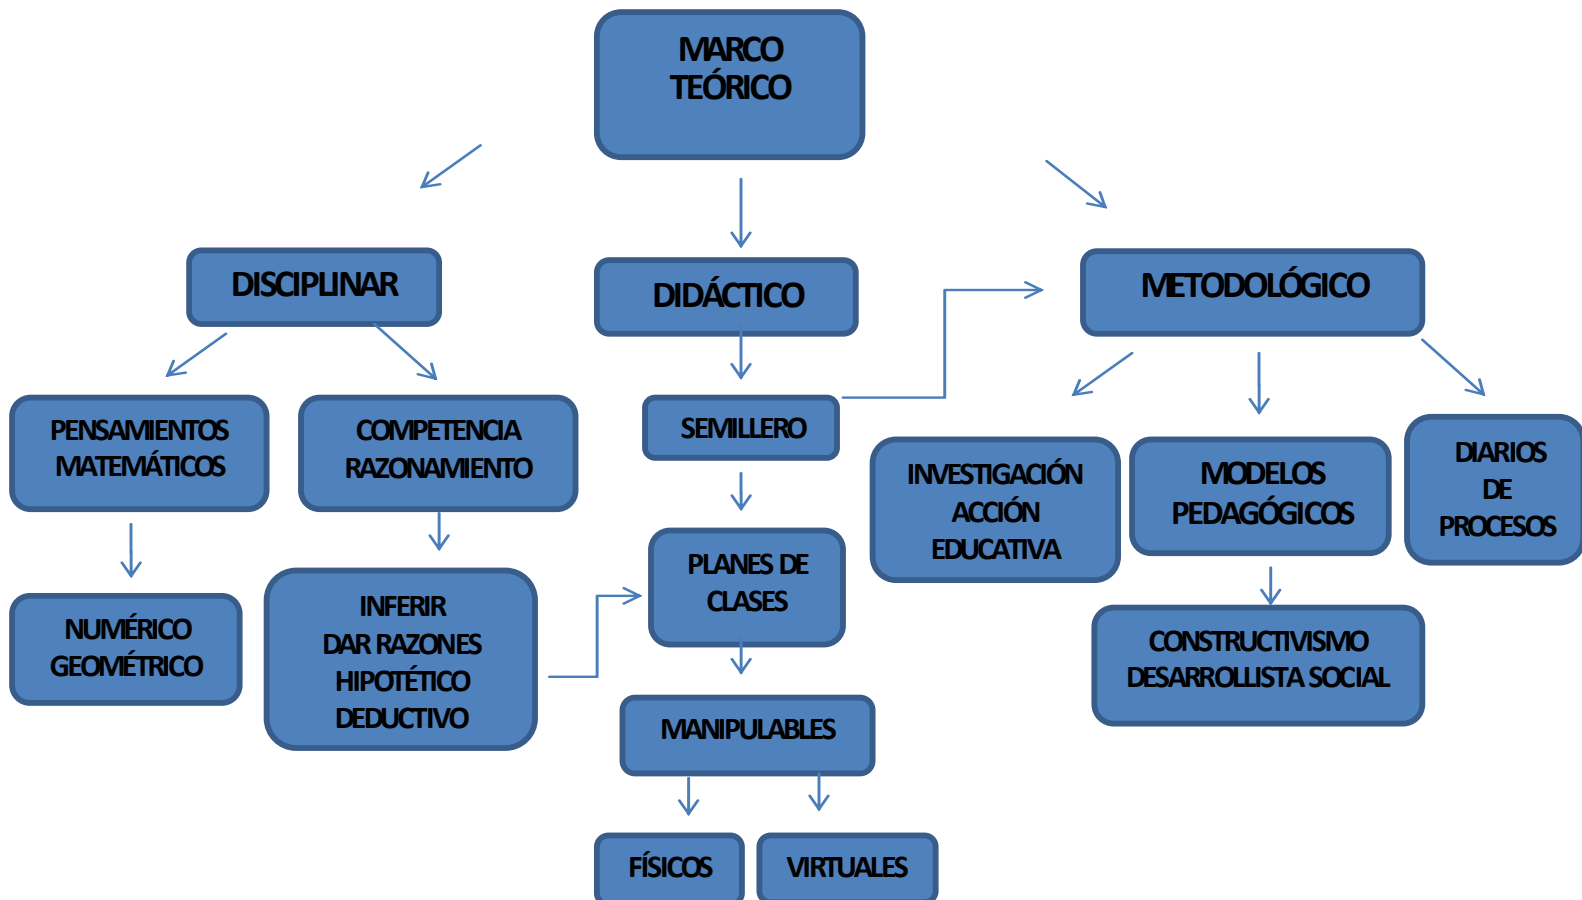 MARCO
TEÓRICO
DISCIPLINAR
DIDÁCTICO
METODOLÓGICO
PENSAMIENTOS
MATEMÁTICOS
COMPETENCIA
RAZONAMIENTO
SEMILLERO
INVESTIGACIÓN
ACCIÓN
EDUCATIVA
MODELOS
PEDAGÓGICOS
DIARIOS
DE
PROCESOS
NUMÉRICO
GEOMÉTRICO
INFERIR
DAR RAZONES
HIPOTÉTICO
DEDUCTIVO
PLANES DE
CLASES
CONSTRUCTIVISMO
DESARROLLISTA SOCIAL
MANIPULABLES
FÍSICOS
VIRTUALES